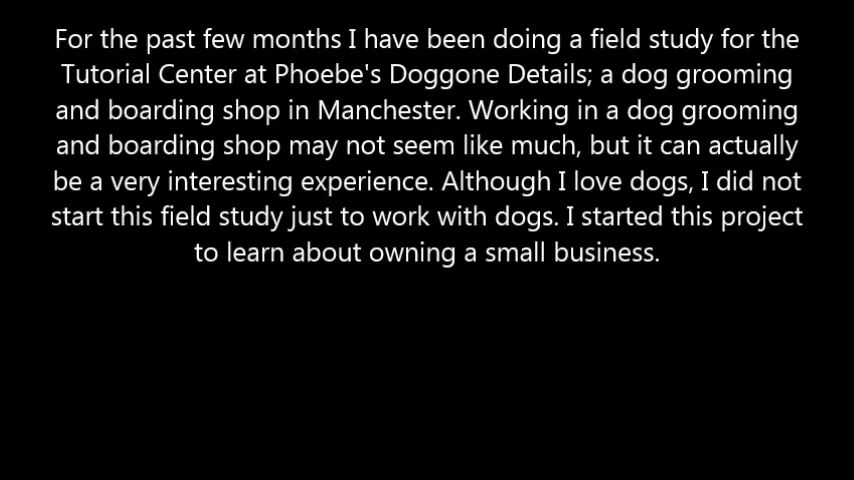 For the past few months I have been doing a field study for the
Tutorial Center at Phoebe's Doggone Details; a dog grooming
and boarding shop in Manchester. Working in a dog grooming
and boarding shop may not seem like much, but it can actually
be a very interesting experience. Although I love dogs, I did not
start this field study just to work with dogs. I started this project
to learn about owning a small business.